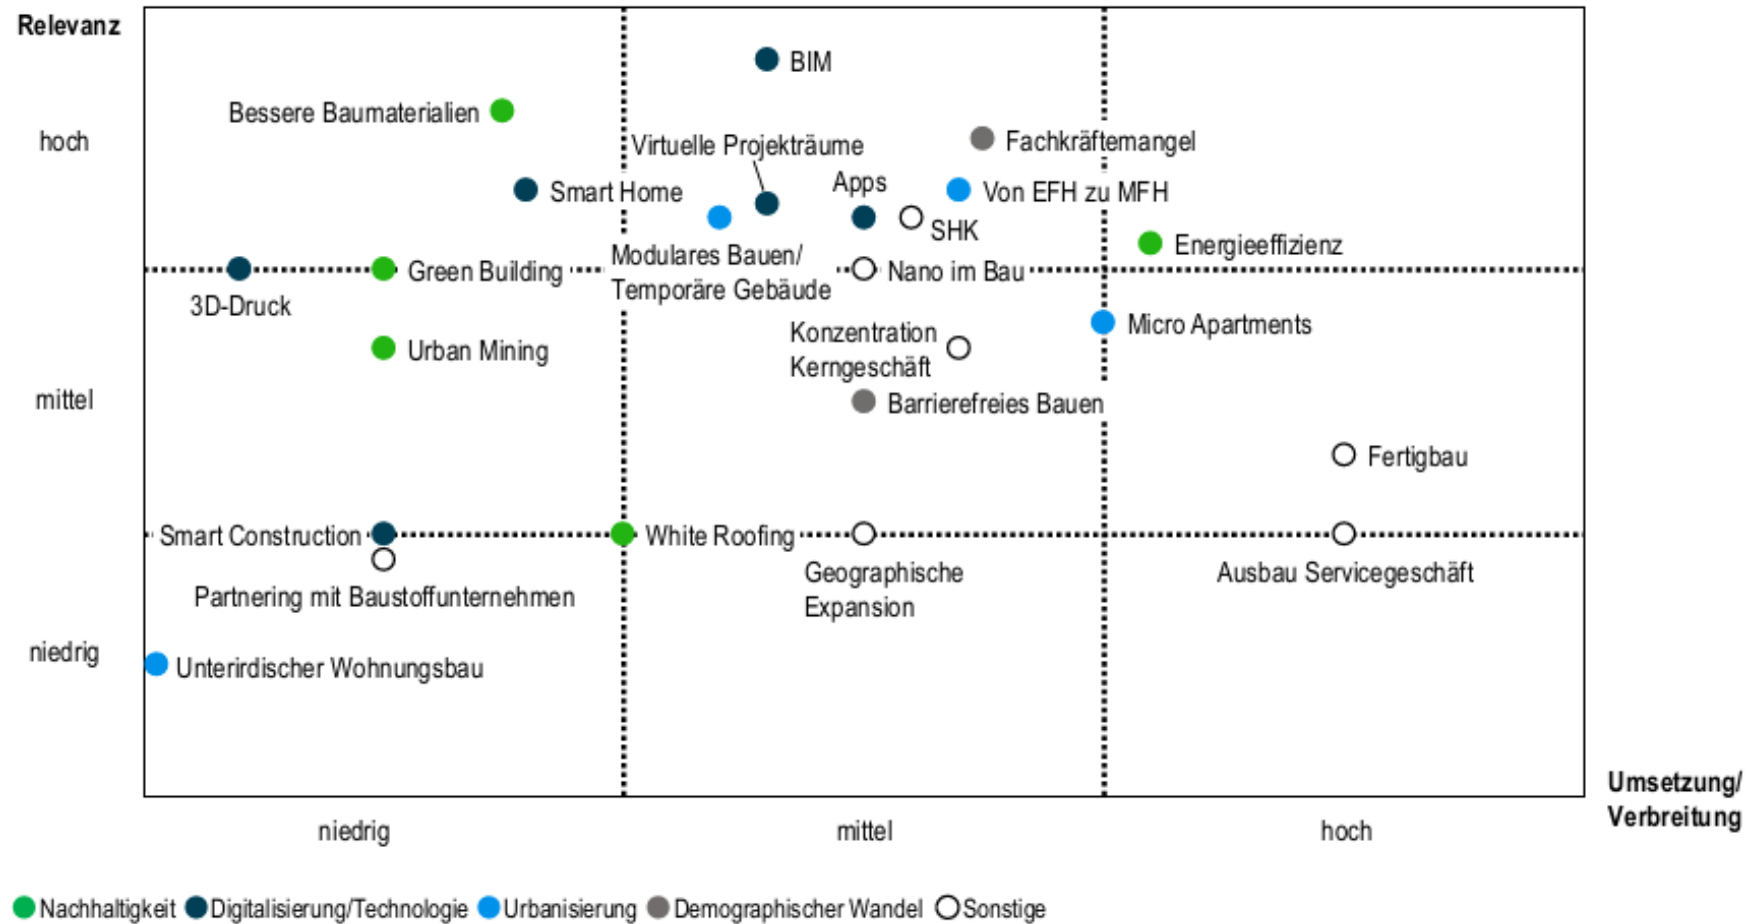 Relevanz
BIM
Bessere Baumaterialien
hoch
Fachkräftemangel
Virtuelle Projekträume
Apps
Smart Home
Von EFH zu MFH
SHK
Energieeffizienz
Modulares Bauen/
Temporäre Gebäude
Green Building
Nano im Bau
3D-Druck
Micro Apartments
Konzentration
Kerngeschäft
Urban Mining
mittel
Barrierefreies Bauen
Fertigbau
Smart Construction
White Roofing
Geographische
Expansion
Ausbau Servicegeschäft
Partnering mit Baustoffunternehmen
niedrig
Unterirdischer Wohnungsbau
Umsetzung/
Verbreitung
niedrig
mittel
hoch
Nachhaltigkeit Digitalisierung/Technologie Urbanisierung Demographischer Wandel Sonstige